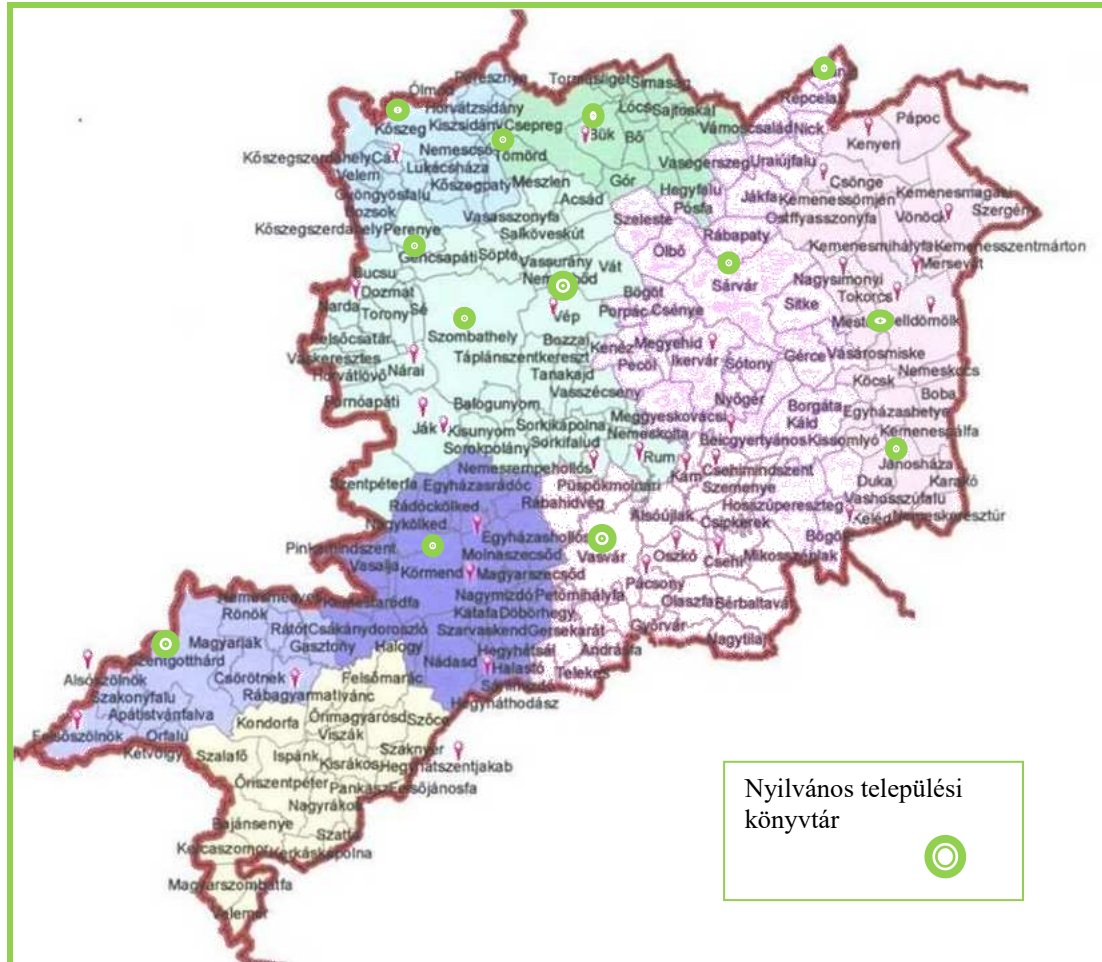 Peresznye
Ólmod
Tormásliget
Simaság
Horvátzsidány
Lócs
Sajtoskál
Répcelak
Pápoc
Kőszeg
Kiszsidány
Csepreg
Bük
Bő
Vámoscsalád
Nick
Kenyeri
Nemescsó
Tömörd
Kőszegszerdahely
Velem
Lukácsháza
Vasegerszeg
Uraiújfalu
Csönge
Kőszegpaty
Meszlen
Gór
Hegyfalu
Jákfa
Kemenessömjén
Kemenesmagasi
Gyöngyösfalu
Acsád
Pósfa
Ostffyasszonyfa
Vönöck
Szergény
Bozsok
Vasasszonyfa
Szeleste
Kőszegszerdahely
Perenye
Salköveskút
Rábapaty
Kemenesmihályfa
Kemenesszentmárton
Gencsapáti
Söpte
Vassurány
Ölbő
Mersevát
Bucsu
Vát
Sárvár
Nagysimonyi
Dozmat
Bögöt
Sitke
Tokorcs
Narda
Torony
Sé
Vép
Porpác
Csénye
Szombathely
Felsőcsatár
Bozzai
Kenéz
Megyehid
Vásárosmiske
Vaskeresztes
Nárai
Táplánszentkereszt
Pecöl
Ikervár
Sótony
Gérce
Horvátlövő
Tanakajd
Nemeskocs
Köcsk
Pornóapáti
Vasszécseny
Nyőgér
Boba
Balogunyom
Meggyeskovácsi
Borgáta
Egyházashetye
Ják
Kisunyom
Sorkikápolna
Nemeskolta
Káld
Sorokpolány
Sorkifalud
Bejcgyertyános
Kissomlyó
Kemenespálfa
Nemesrempehollós
Rum
Kám
Csehimindszent
Jánosháza
Szentpéterfa
Egyházasrádóc
Püspökmolnári
Szemenye
Duka
Karakó
Rádóckölked
Rábahidvég
Hosszúpereszteg
Vashosszúfalu
Nagykölked
Alsóújlak
Csipkerek
Keléd
Nemeskeresztúr
Egyházashollós
Vasvár
Bögöte
Pinkamindszent
Molnaszecsőd
Oszkó
Csehi
Mikosszéplak
Vasalja
Körmend
Magyarszecsőd
Pácsony
Nagymizdó
Petőmihályfa
Olaszfa
Bérbaltavár
Rönök
Katafa
Döbörhegy
Magyarlak
Rátót
Csákánydoroszló
Szarvaskend
Gersekarát
Győrvár
Nagytilaj
Szentgotthárd
Gasztony
Halogy
Hegyhátsál
Andrásfa
Nádasd
Halastó
Telekes
Alsószölnök
Csörötnek
Felsőmarác
Szakonyfalu
Rábagyarmat
Ivánc
Hegyháthodász
Apátistvánfalva
Kondorfa
Őrimagyarósd
Szőce
Felsőszölnök
Orfalu
Viszák
Kétvölgy
Szalafő
Ispánk
Szaknyér
Kisrákos
Hegyhátszentjakab
Őriszentpéter
Pankasz
Felsőjánosfa
Nagyrákos
Bajánsenye
Szatta
Kercaszomor
Kerkáskápolna
Magyarszombatfa
Velemér
Nyilvános települési
könyvtár